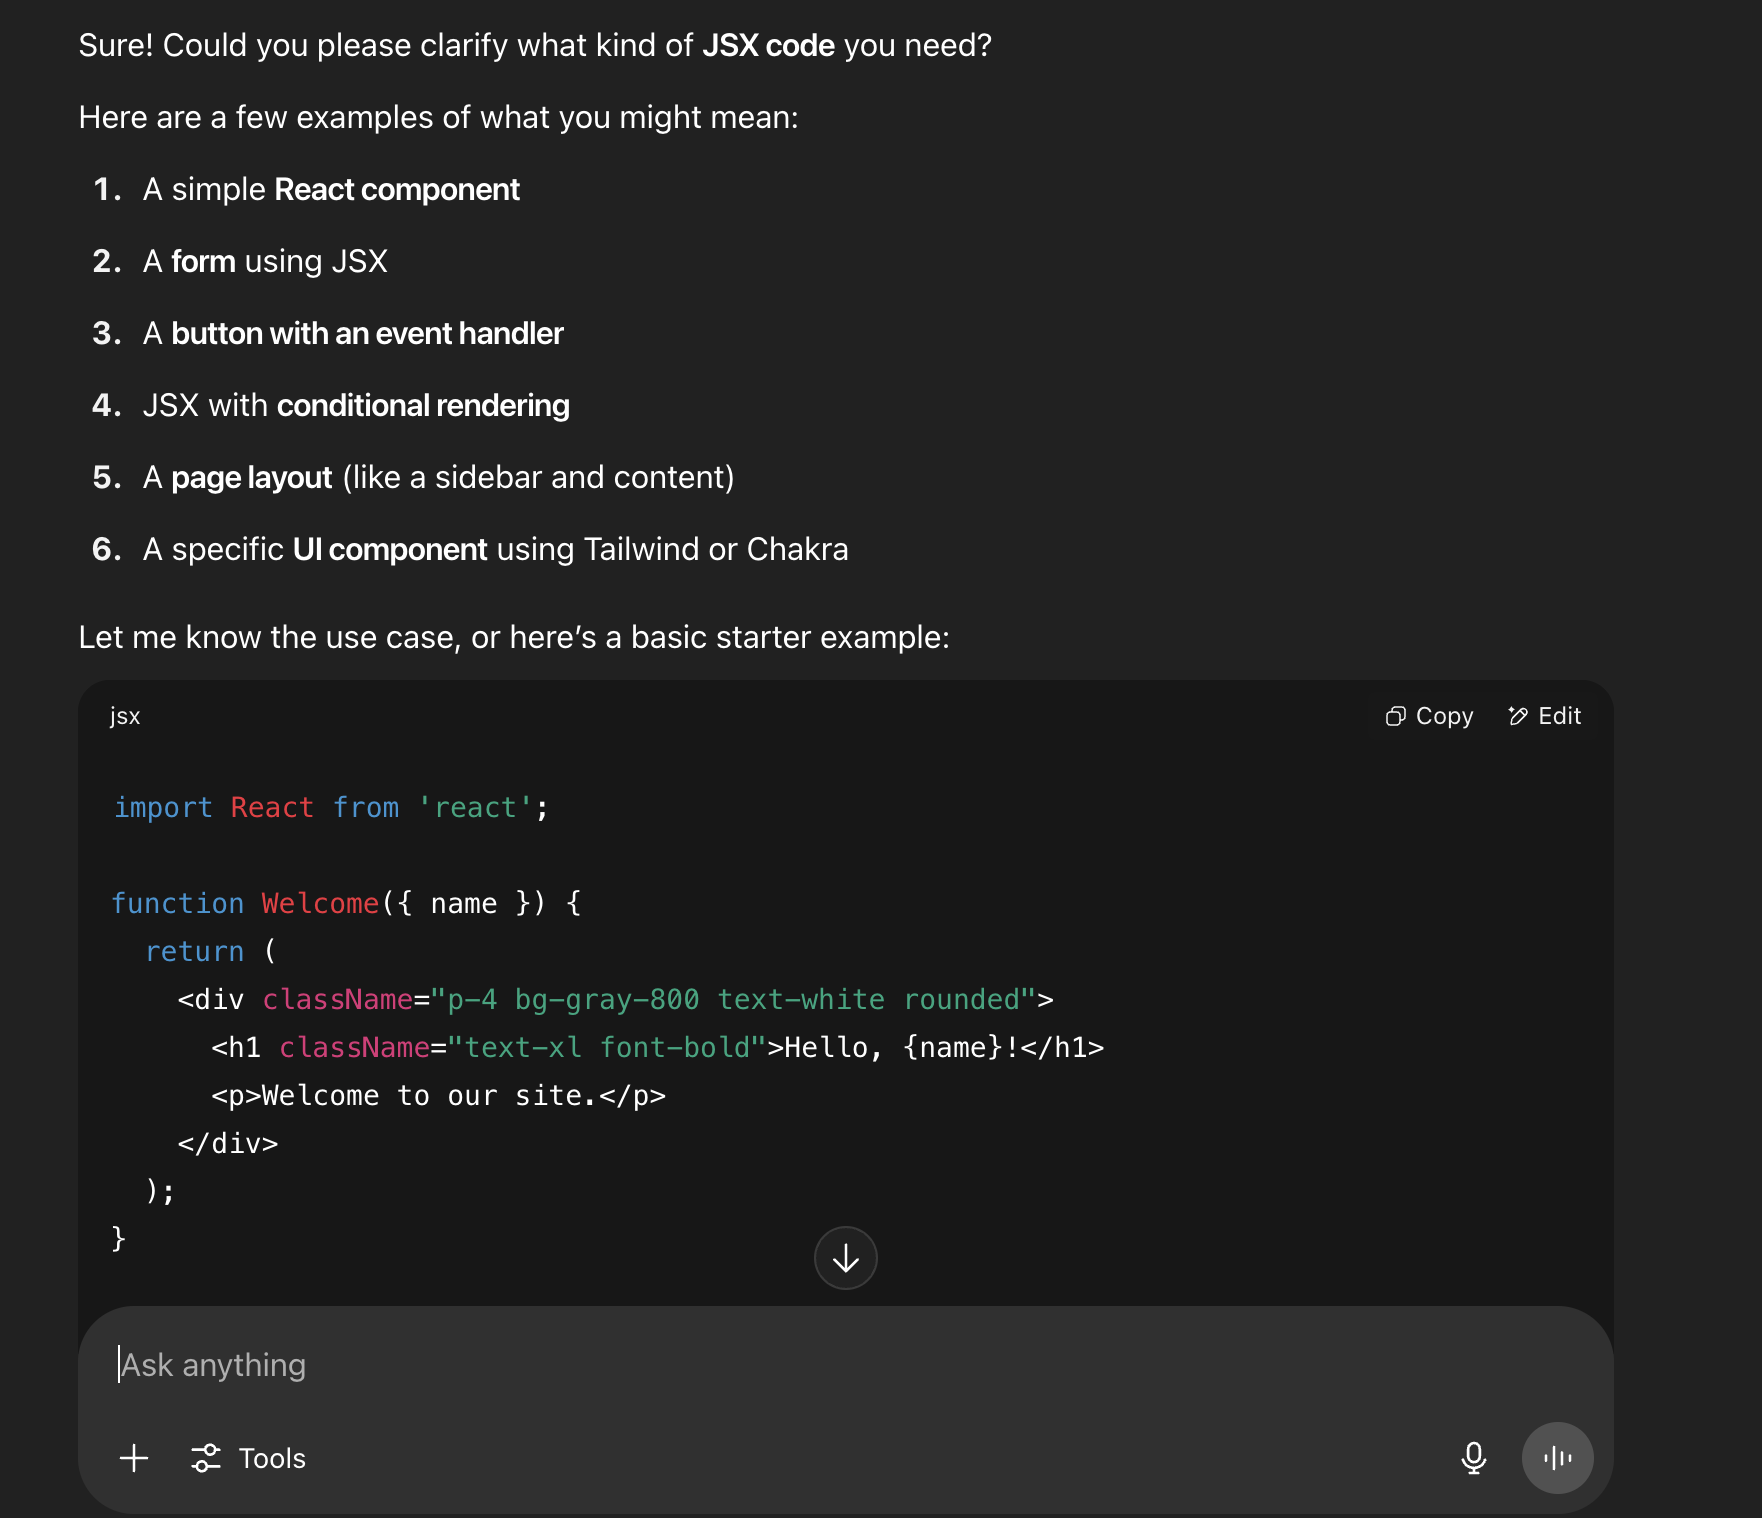 Sure! Could you please clarify what kind of JSX code you need?
Here are a few examples of what you might mean:
1. A simple React component
2. A form using JSX
3. A button with an event handler
4. JSX with conditional rendering
5. A page layout (like a sidebar and content)
6. A specific UI component using Tailwind or Chakra
Let me know the use case, or here’s a basic starter example:
jsx Copy Edit
import React from 'react';
function Welcome({ name }) {
  return (
    <div className="p-4 bg-gray-800 text-white rounded">
      <h1 className="text-xl font-bold">Hello, {name}!</h1>
      <p>Welcome to our site.</p>
    </div>
  );
}
Ask anything
Tools